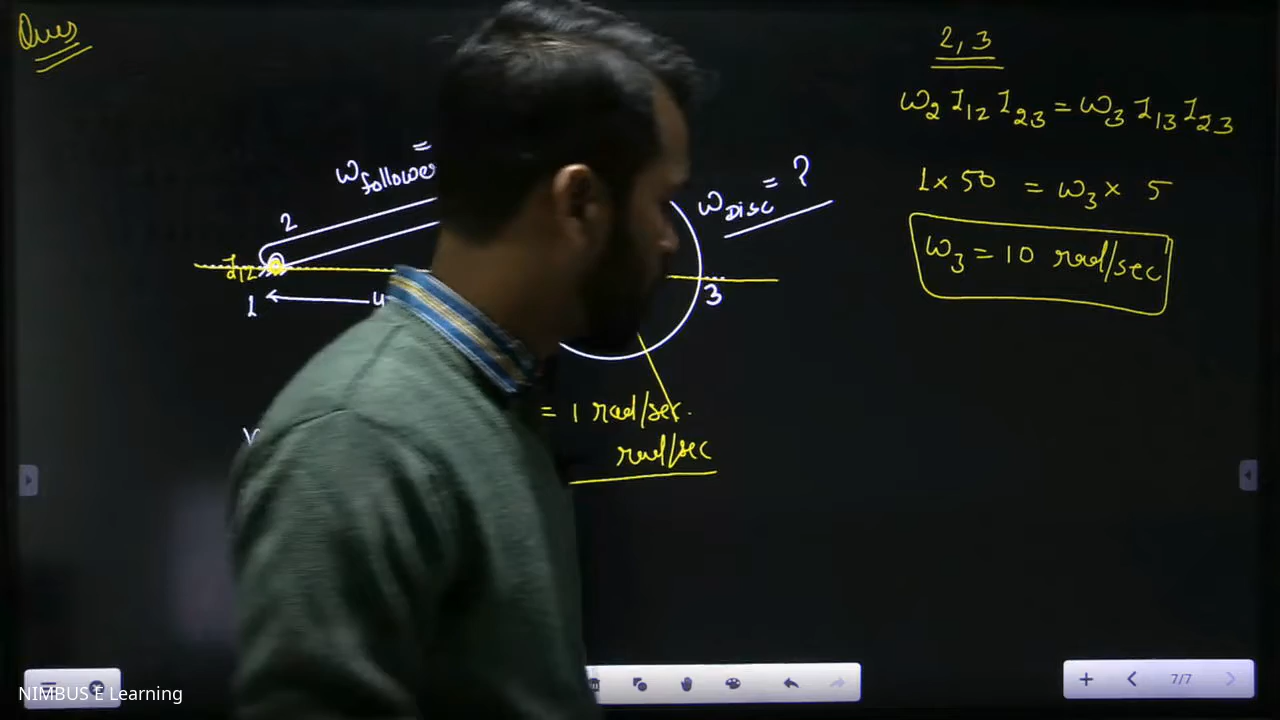 Ques
2, 3
ω₂ I₁₂ I₂₃ = ω₃ I₁₃ I₂₃
1 × 50 = ω₃ × 5
ω₃ = 10 rad/sec
=
ω_follower
ω_Disc = ?
2
I₁₂
1
3
= 1 rad/sec.
rad/sec
7/7
NIMBUS E Learning